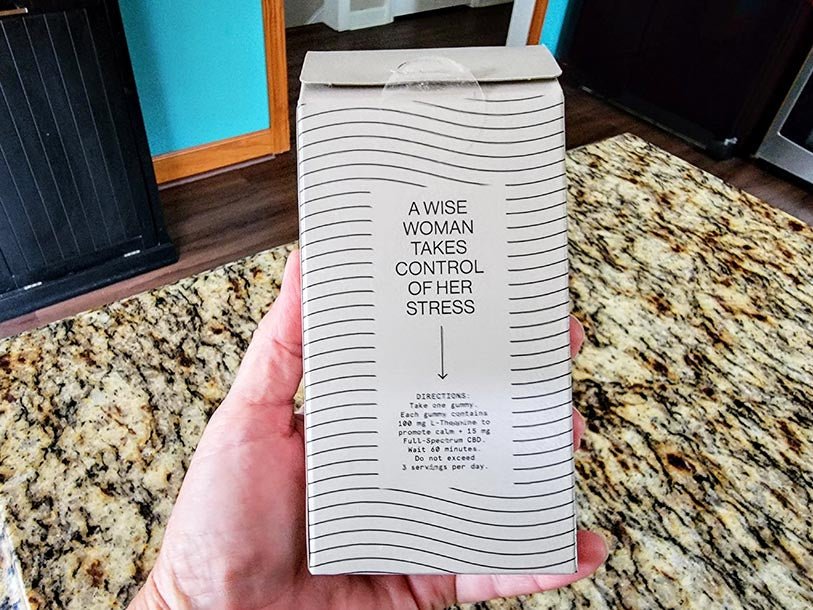 A WISE
WOMAN
TAKES
CONTROL
OF HER
STRESS
DIRECTIONS:
Take one gummy.
Each gummy contains
100 mg L-Theanine to
promote calm + 15 mg
Full-Spectrum CBD.
Wait 60 minutes.
Do not exceed
3 servings per day.